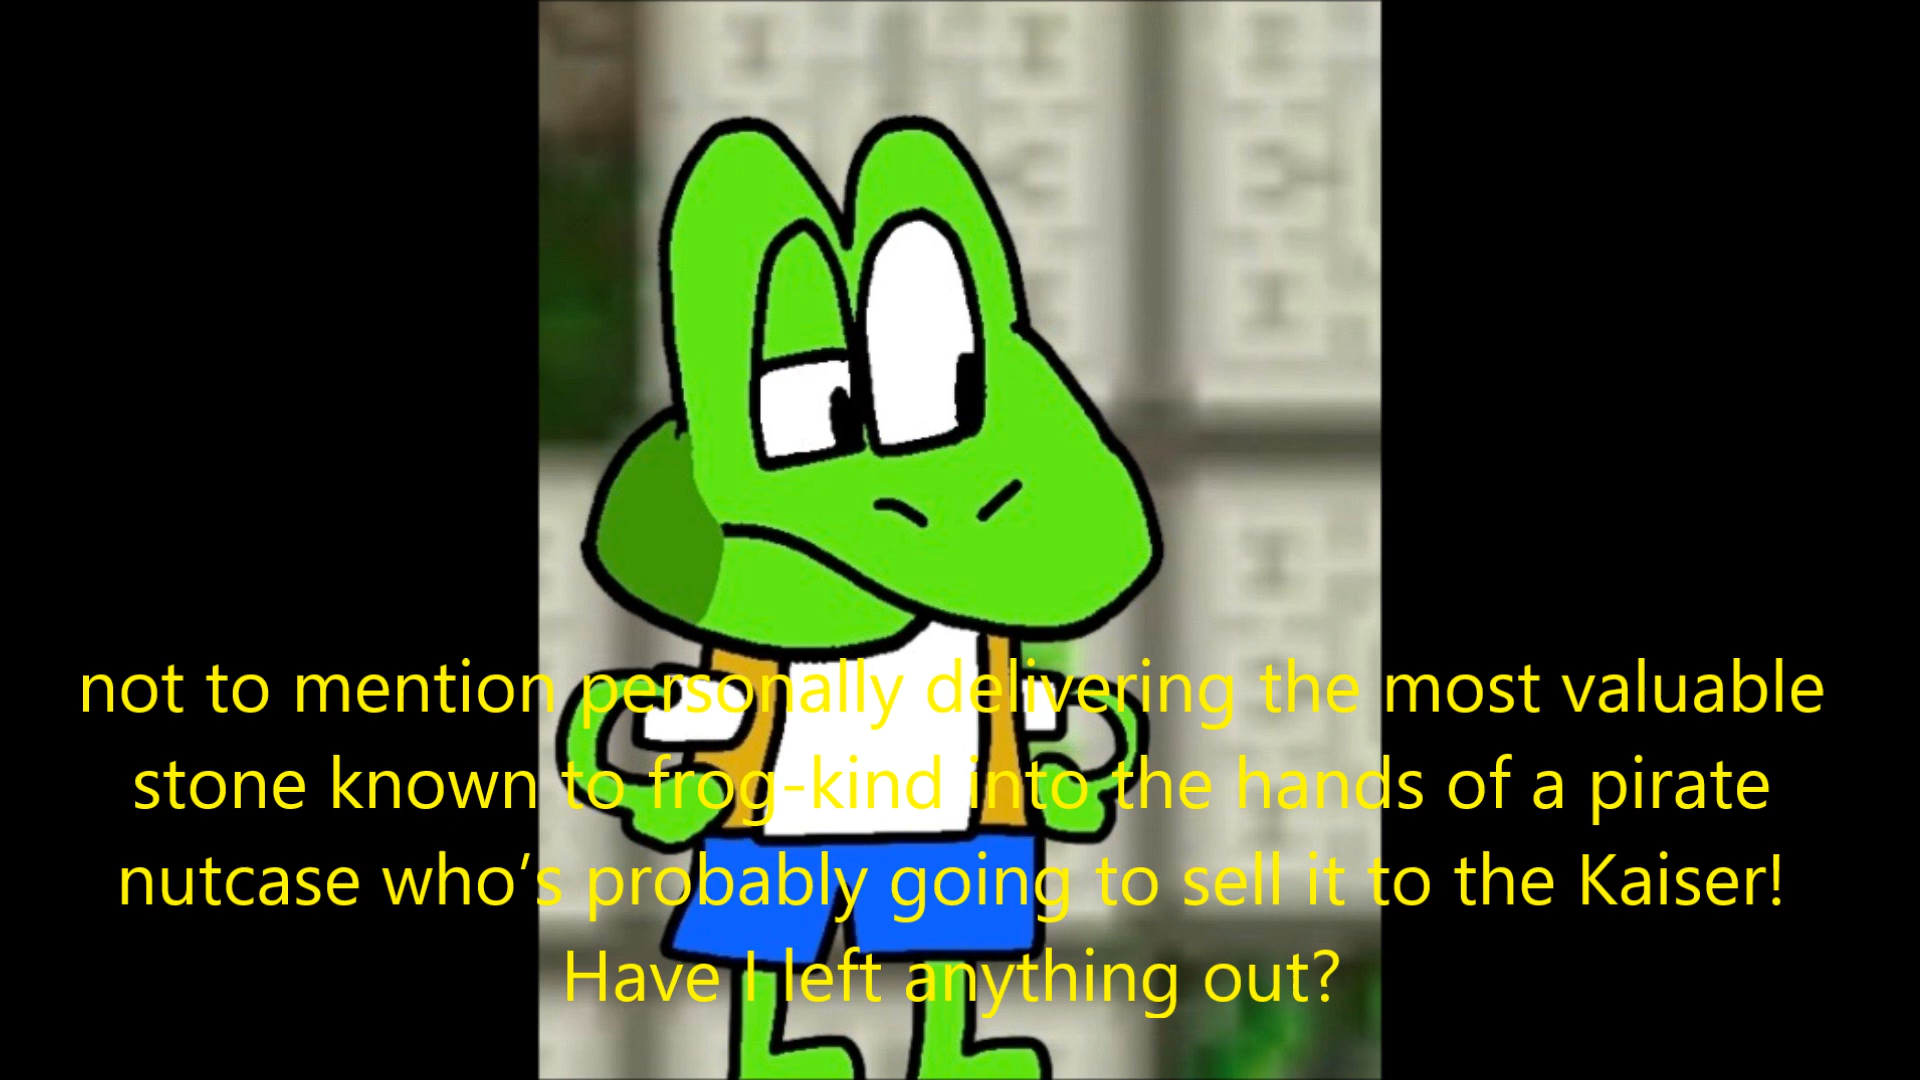 not to mention personally delivering the most valuable
stone known to frog-kind into the hands of a pirate
nutcase who’s probably going to sell it to the Kaiser!
Have I left anything out?